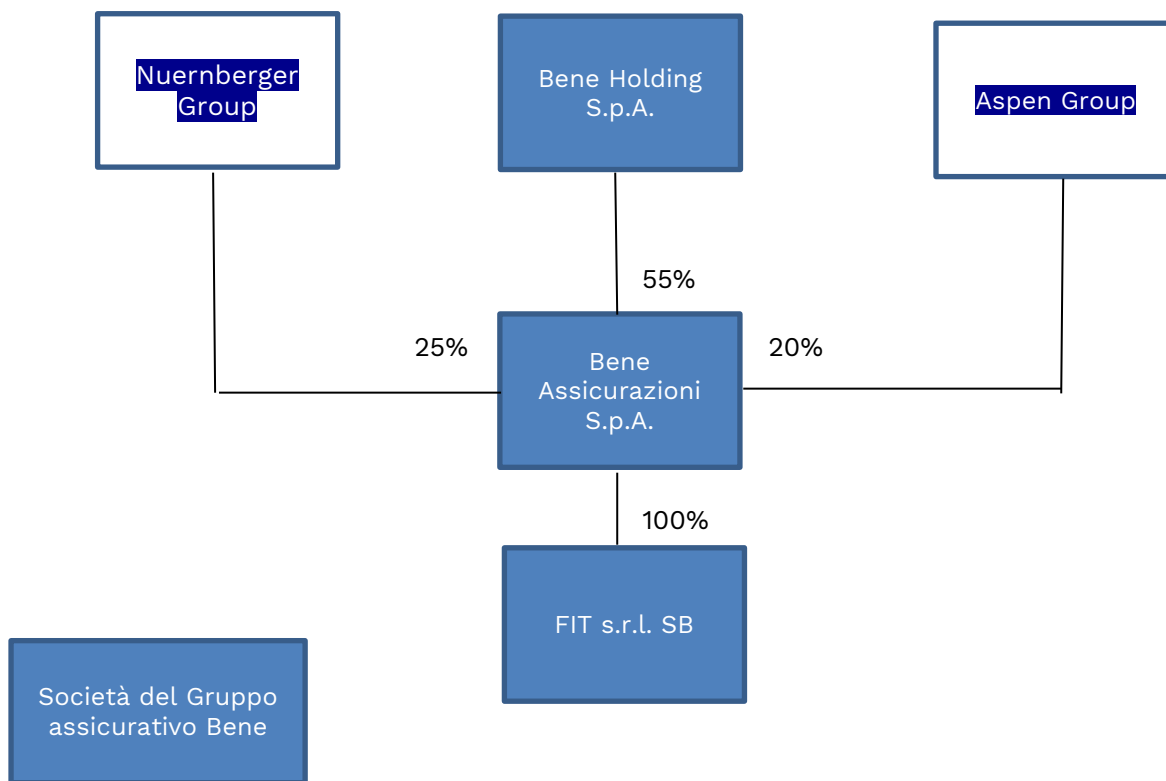 Nuernberger
Group
Bene Holding
S.p.A.
Aspen Group
55%
25%
Bene
Assicurazioni
S.p.A.
20%
100%
FIT s.r.l. SB
Società del Gruppo
assicurativo Bene